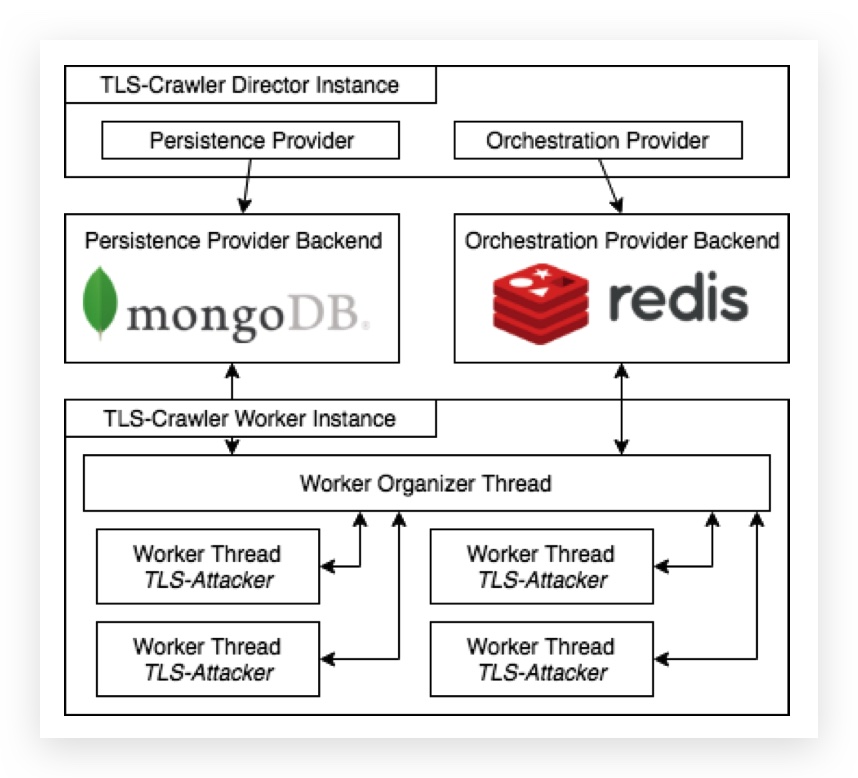 TLS-Crawler Director Instance
Persistence Provider
Orchestration Provider
Persistence Provider Backend
mongoDB®
Orchestration Provider Backend
redis
TLS-Crawler Worker Instance
Worker Organizer Thread
Worker Thread
TLS-Attacker
Worker Thread
TLS-Attacker
Worker Thread
TLS-Attacker
Worker Thread
TLS-Attacker